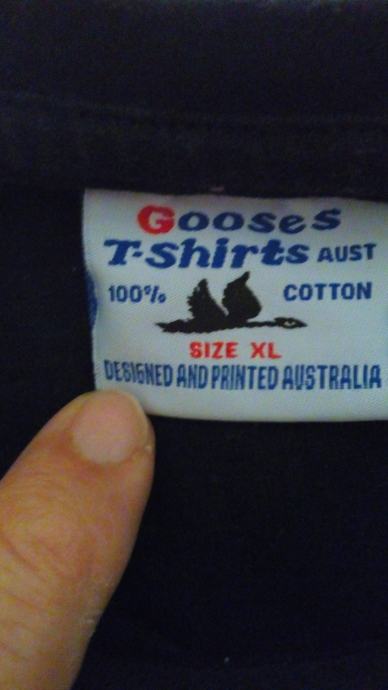 Gooses
T-Shirts AUST
100% COTTON
SIZE XL
DESIGNED AND PRINTED AUSTRALIA